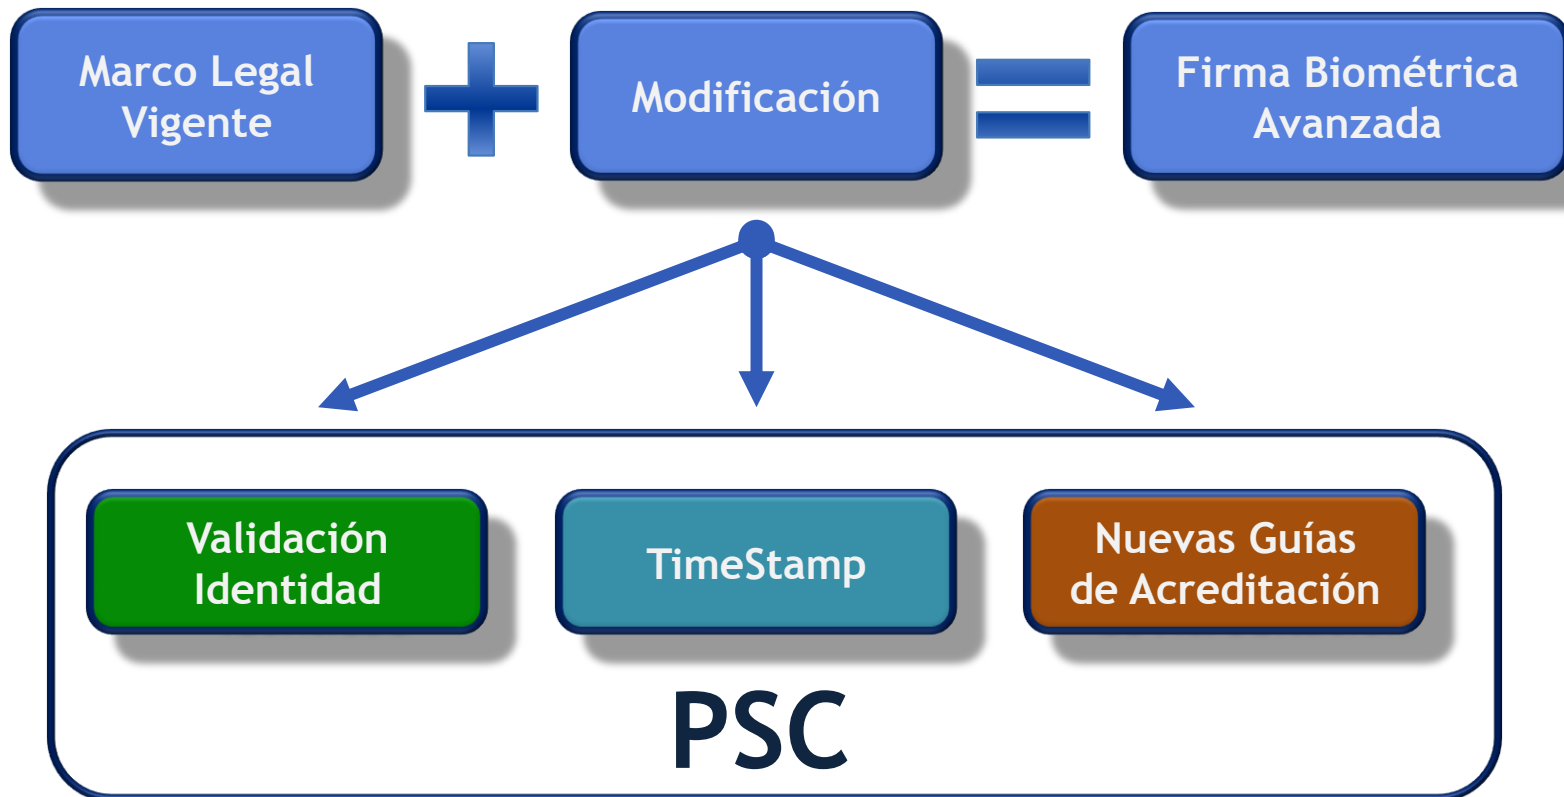 Marco Legal
Vigente
Modificación
Firma Biométrica
Avanzada
Validación
Identidad
TimeStamp
Nuevas Guías
de Acreditación
PSC